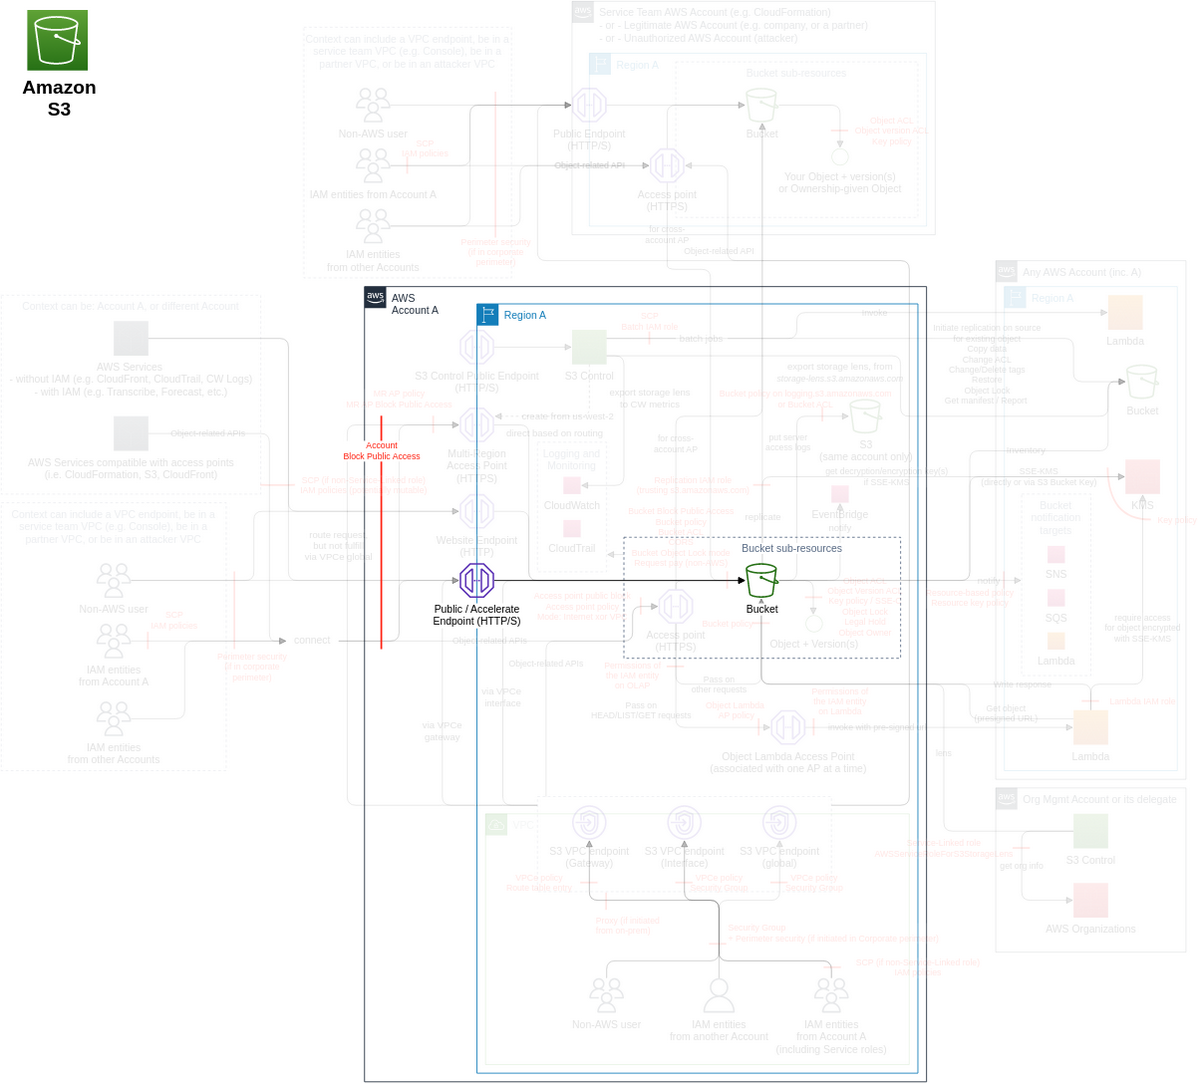 Amazon
S3
Context can include a VPC endpoint, be in a
service team VPC (e.g. Console), be in a
partner VPC, or be in an attacker VPC
Non-AWS user
SCP
IAM policies
IAM entities from Account A
IAM entities
from other Accounts
Perimeter security
(if in corporate
perimeter)
Service Team AWS Account (e.g. CloudFormation)
- or - Legitimate AWS Account (e.g. company, or a partner)
- or - Unauthorized AWS Account (attacker)
Region A
Bucket sub-resources
Public Endpoint
(HTTP/S)
Bucket
Object ACL
Object version ACL
Key policy
Object-related API
Access point
(HTTPS)
Your Object + version(s)
or Ownership-given Object
for cross-
account AP
Object-related API
Context can be: Account A, or different Account
AWS Services
- without IAM (e.g. CloudFront, CloudTrail, CW Logs)
- with IAM (e.g. Transcribe, Forecast, etc.)
Object-related APIs
AWS Services compatible with access points
(i.e. CloudFormation, S3, CloudFront)
SCP (if non-Service-Linked role)
IAM policies (potentially mutable)
Context can include a VPC endpoint, be in a
service team VPC (e.g. Console), be in a
partner VPC, or be in an attacker VPC
Non-AWS user
SCP
IAM policies
IAM entities
from Account A
Perimeter security
(if in corporate
perimeter)
IAM entities
from other Accounts
connect
route request
but not fulfill
via VPCe global
AWS
Account A
Region A
S3 Control Public Endpoint
(HTTP/S)
S3 Control
SCP
Batch IAM role
batch jobs
invoke
MR AP policy
MR AP Block Public Access
Account
Block Public Access
Multi-Region
Access Point
(HTTP/S)
create from us-west-2
direct based on routing
export storage lens
to CW metrics
export storage lens, from
storage-lens.s3.amazonaws.com
Bucket policy on logging.s3.amazonaws.com
or Bucket ACL
S3
(same account only)
put server
access logs
for cross-
account AP
Logging and
Monitoring
CloudWatch
CloudTrail
Website Endpoint
(HTTP)
Replication IAM role
get decryption/encryption key(s)
if SSE-KMS
EventBridge
notify
replicate
Bucket Block Public Access
Bucket policy
Bucket ACL
CORS
Bucket Object Lock mode
Request pay (non-AWS)
Bucket sub-resources
Public / Accelerate
Endpoint (HTTP/S)
Bucket
Access point policy
Access point
(HTTPS)
Bucket policy
Object ACL
Object Version ACL
Object Lock
Legal Hold
Object Owner
Object + Version(s)
Object-related APIs
Object-related APIs
Permissions of
the IAM entity
on OLAP
Pass on
other requests
Pass on
HEAD/LIST/GET requests
Object Lambda
AP policy
Permissions of
the IAM entity
on Lambda
Object Lambda Access Point
(associated with one AP at a time)
via VPCe
interface
via VPCe
gateway
Write response
Get object
(presigned URL)
lens
VPC
S3 VPC endpoint
(Gateway)
S3 VPC endpoint
(Interface)
S3 VPC endpoint
(global)
VPCe policy
Route table entry
VPCe policy
Security Group
VPCe policy
Security Group
Proxy (if initiated
from on-prem)
Security Group
+ Perimeter security (if initiated in Corporate perimeter)
SCP (if non-Service-Linked role)
IAM policies
Non-AWS user
IAM entities
from another Account
IAM entities
from Account A
(including Service roles)
Any AWS Account (inc. A)
Region A
Lambda
Initiate replication on source
for existing object
Copy data
Change ACL
Change/Delete tags
Restore
Object Lock
Get manifest / Report
Bucket
inventory
SSE-KMS
(directly or via S3 Bucket Key)
KMS
Key policy
Bucket
notification
targets
SNS
SQS
Lambda
notify
Resource-based policy
Resource key policy
require access
for object encrypted
with SSE-KMS
Lambda IAM role
Lambda
Org Mgmt Account or its delegate
S3 Control
Service-Linked role
AWSServiceRoleForS3StorageLens
get org info
AWS Organizations